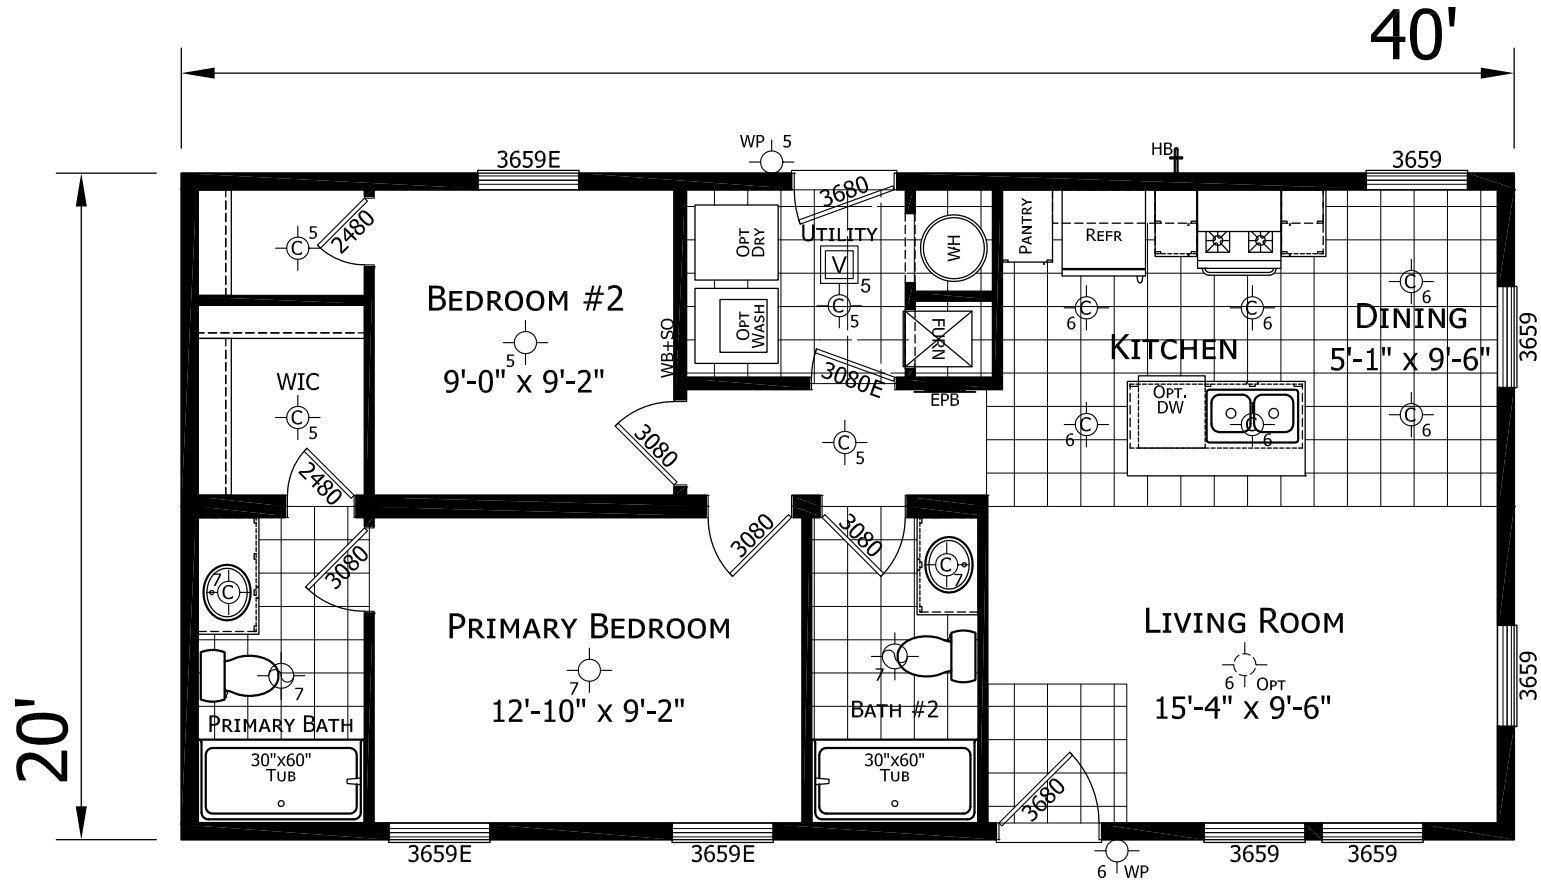 40'
WP 5
HB
3659E
3659
3680
2480
C 5
UTILITY
OPT DRY
V 5
WH
PANTRY
REFR
C 6
BEDROOM #2
5
9'-0" x 9'-2"
WB+SO
OPT WASH
C 5
FURN
3080E
EPB
C 6
C 6
KITCHEN
DINING
5'-1" x 9'-6"
3659
WIC
C 5
OPT. DW
C 6
C 6
C 6
2480
3080
C 5
3080
3080
3080
C 7
C 7
PRIMARY BEDROOM
7
12'-10" x 9'-2"
LIVING ROOM
6 OPT
15'-4" x 9'-6"
3659
7
PRIMARY BATH
7
BATH #2
20'
30"x60"
TUB
30"x60"
TUB
3680
3659E
3659E
6 WP
3659
3659